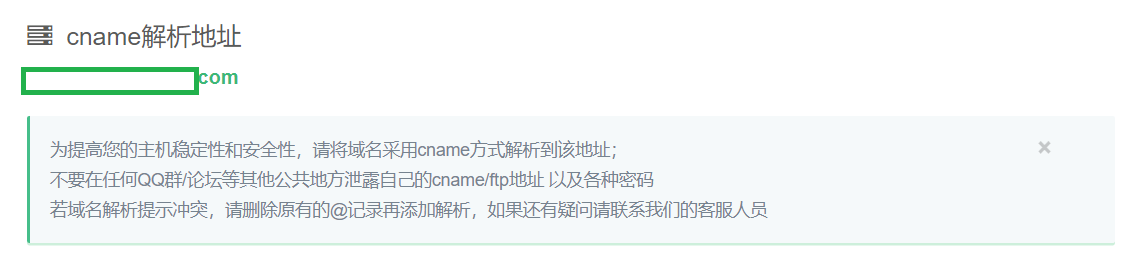 cname解析地址
com
为提高您的主机稳定性和安全性，请将域名采用cname方式解析到该地址；
不要在任何QQ群/论坛等其他公共地方泄露自己的cname/ftp地址 以及各种密码
若域名解析提示冲突，请删除原有的@记录再添加解析，如果还有疑问请联系我们的客服人员